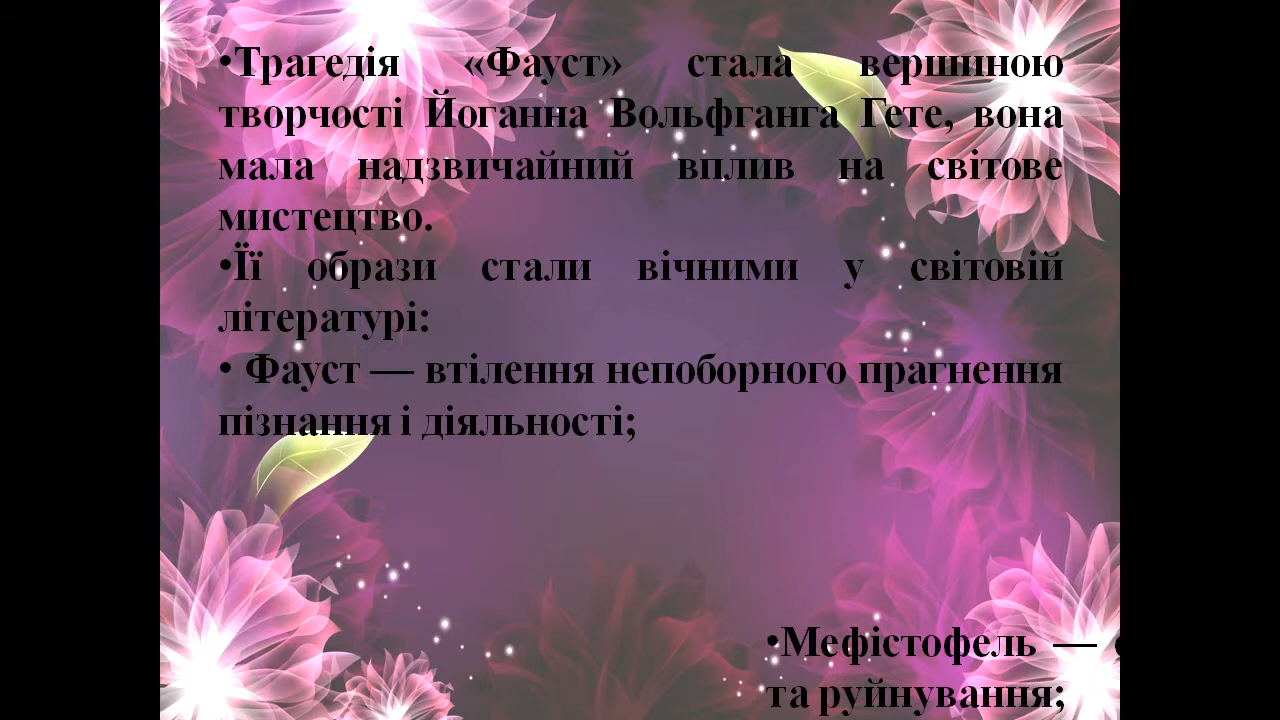 •Трагедія «Фауст» стала вершиною
творчості Йоганна Вольфганга Гете, вона
мала надзвичайний вплив на світове
мистецтво.
•Її образи стали вічними у світовій
літературі:
• Фауст — втілення непоборного прагнення
пізнання і діяльності;
•Мефістофель —
та руйнування;